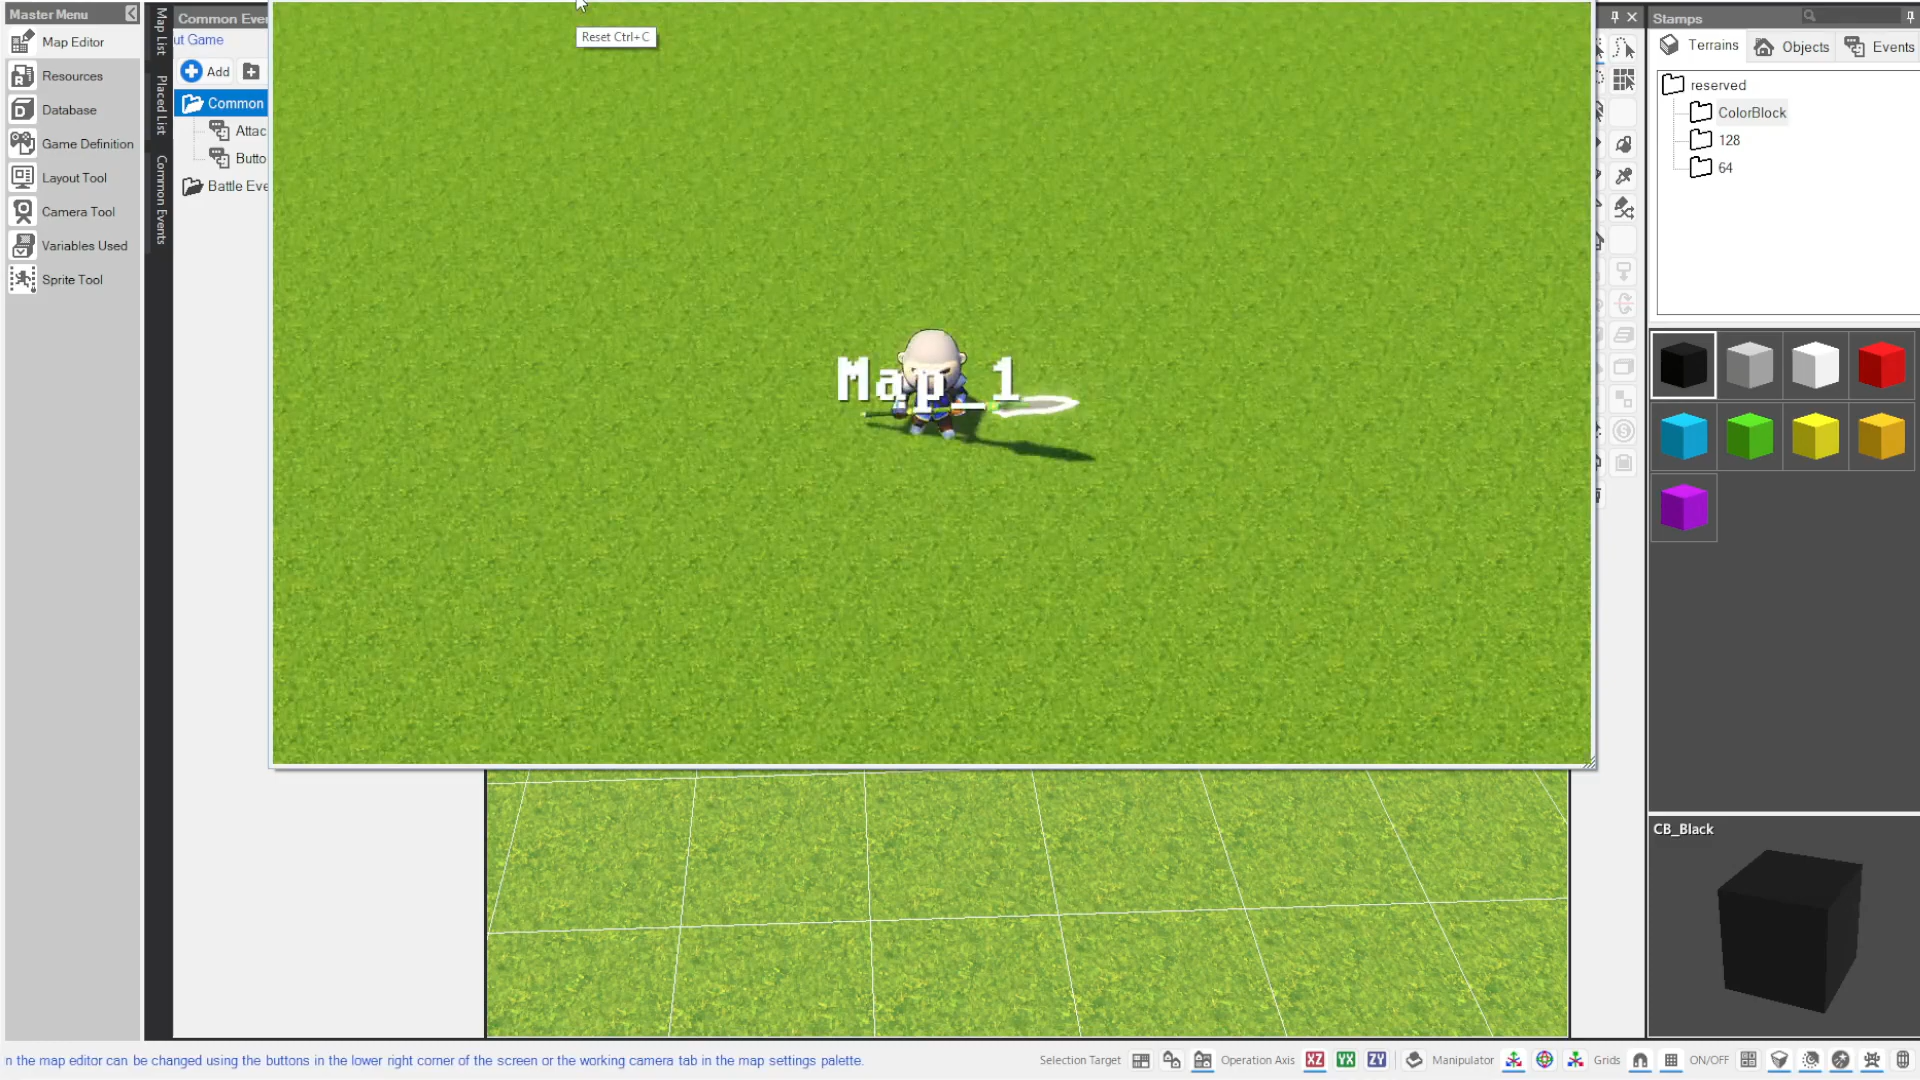 Master Menu
Map Editor
Resources
Database
Game Definition
Layout Tool
Camera Tool
Variables Used
Sprite Tool
Map List
Placed List
Common Events
Common Eve
ut Game
Add
Common
Attac
Butto
Battle Eve
Reset Ctrl+C
Map_1
Stamps
Terrains
Objects
Events
reserved
ColorBlock
128
64
CB_Black
n the map editor can be changed using the buttons in the lower right corner of the screen or the working camera tab in the map settings palette.
Selection Target
Operation Axis
XZ
YX
ZY
Manipulator
Grids
ON/OFF